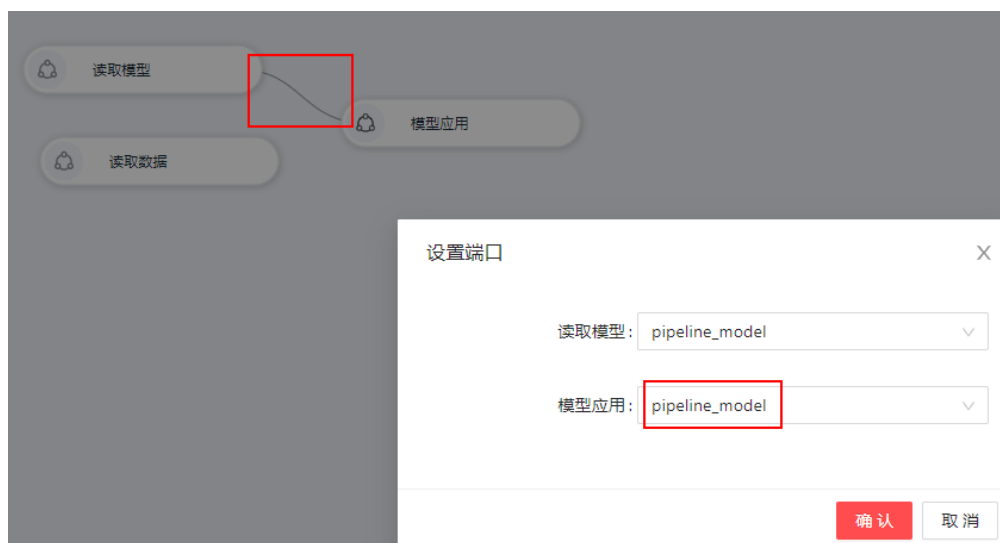 读取模型
模型应用
读取数据
设置端口
读取模型: pipeline_model
模型应用: pipeline_model
确 认 取 消